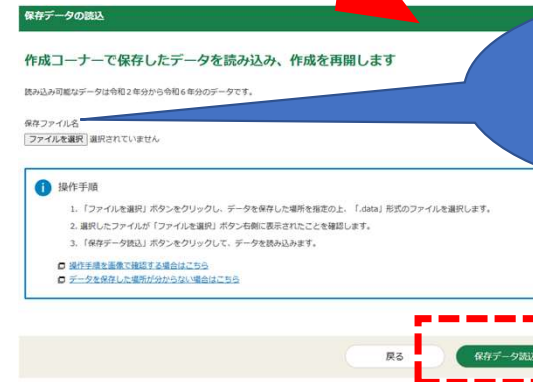 保存データの読込
作成コーナーで保存したデータを読み込み、作成を再開します
読み込み可能なデータは令和2年分から令和6年分のデータです。
保存ファイル名
ファイルを選択 選択されていません
操作手順
1. 「ファイルを選択」ボタンをクリックし、データを保存した場所を指定の上、「.data」形式のファイルを選択します。
2. 選択したファイルが「ファイルを選択」ボタン右側に表示されたことを確認します。
3. 「保存データ読込」ボタンをクリックして、データを読み込みます。
操作手順を画像で確認する場合はこちら
データを保存した場所が分からない場合はこちら
戻る 保存データ読込